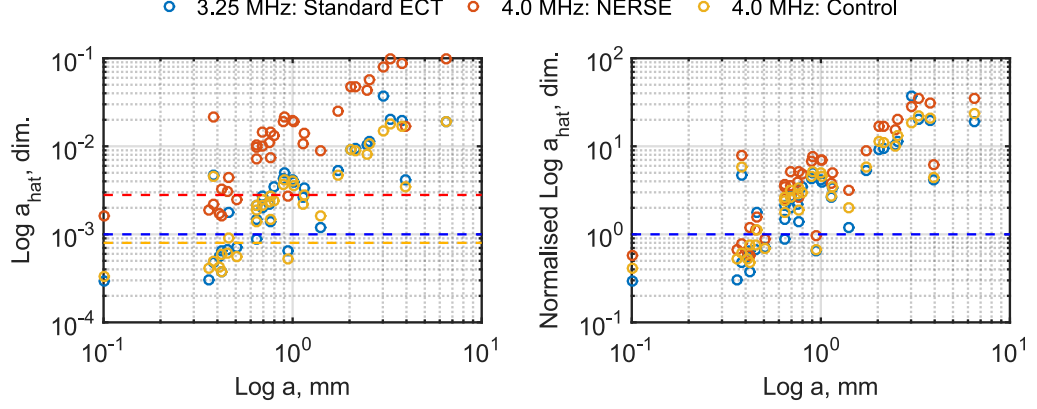 3.25 MHz: Standard ECT 4.0 MHz: NERSE 4.0 MHz: Control
Log a_hat, dim.
10^-1
10^-2
10^-3
10^-4
10^-1 10^0 10^1
Log a, mm
Normalised Log a_hat, dim.
10^2
10^1
10^0
10^-1
10^-1 10^0 10^1
Log a, mm